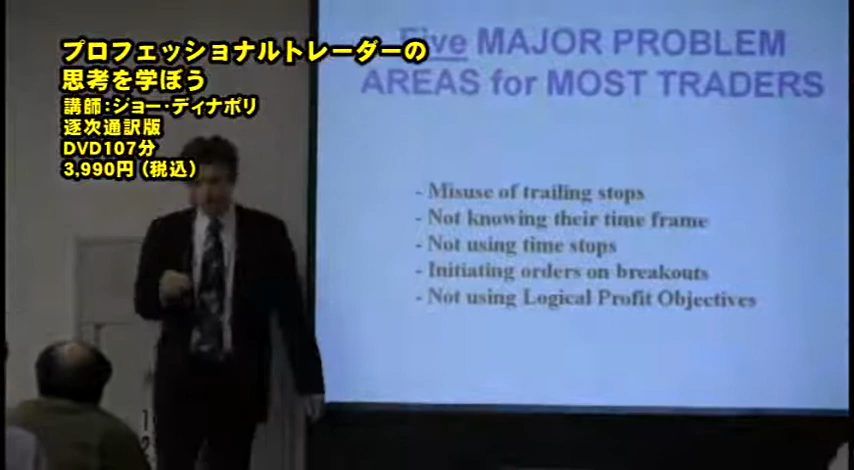 プロフェッショナルトレーダーの
思考を学ぼう
講師：ジョー・ディナポリ
逐次通訳版
DVD107分
3,990円（税込）
Five MAJOR PROBLEM
AREAS for MOST TRADERS
- Misuse of trailing stops
- Not knowing their time frame
- Not using time stops
- Initiating orders on breakouts
- Not using Logical Profit Objectives